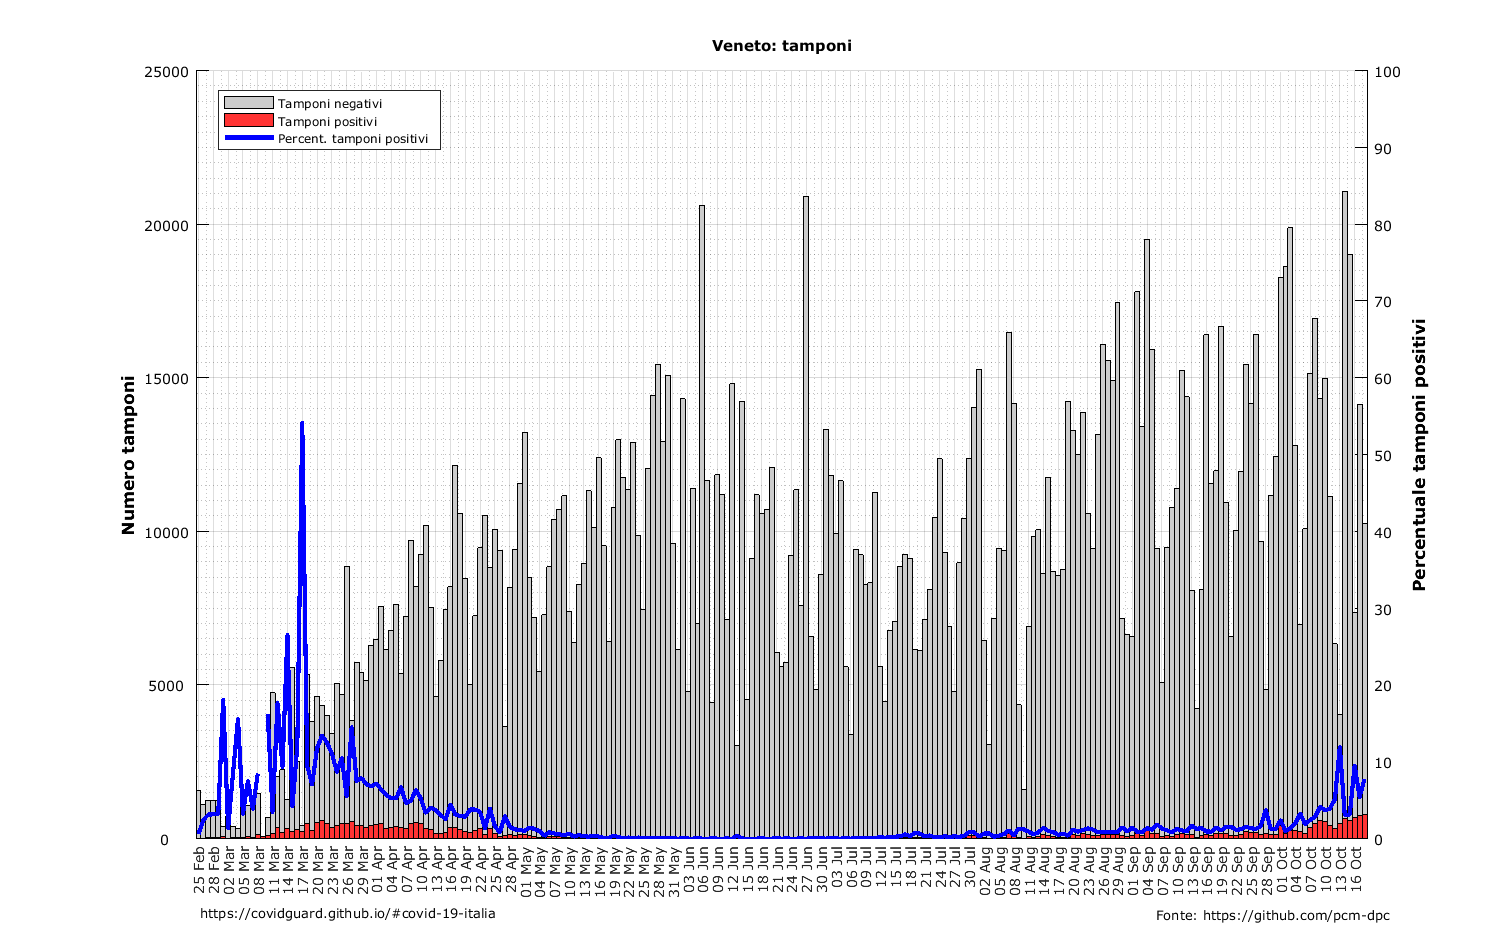 Veneto: tamponi
25000
20000
15000
10000
5000
0
Numero tamponi
Tamponi negativi
Tamponi positivi
Percent. tamponi positivi
100
90
80
70
60
50
40
30
20
10
0
Percentuale tamponi positivi
25 Feb
28 Feb
02 Mar
05 Mar
08 Mar
11 Mar
14 Mar
17 Mar
20 Mar
23 Mar
26 Mar
29 Mar
01 Apr
04 Apr
07 Apr
10 Apr
13 Apr
16 Apr
19 Apr
22 Apr
25 Apr
28 Apr
01 May
04 May
07 May
10 May
13 May
16 May
19 May
22 May
25 May
28 May
31 May
03 Jun
06 Jun
09 Jun
12 Jun
15 Jun
18 Jun
21 Jun
24 Jun
27 Jun
30 Jun
03 Jul
06 Jul
09 Jul
12 Jul
15 Jul
18 Jul
21 Jul
24 Jul
27 Jul
30 Jul
02 Aug
05 Aug
08 Aug
11 Aug
14 Aug
17 Aug
20 Aug
23 Aug
26 Aug
29 Aug
01 Sep
04 Sep
07 Sep
10 Sep
13 Sep
16 Sep
19 Sep
22 Sep
25 Sep
28 Sep
01 Oct
04 Oct
07 Oct
10 Oct
13 Oct
16 Oct
https://covidguard.github.io/#covid-19-italia
Fonte: https://github.com/pcm-dpc